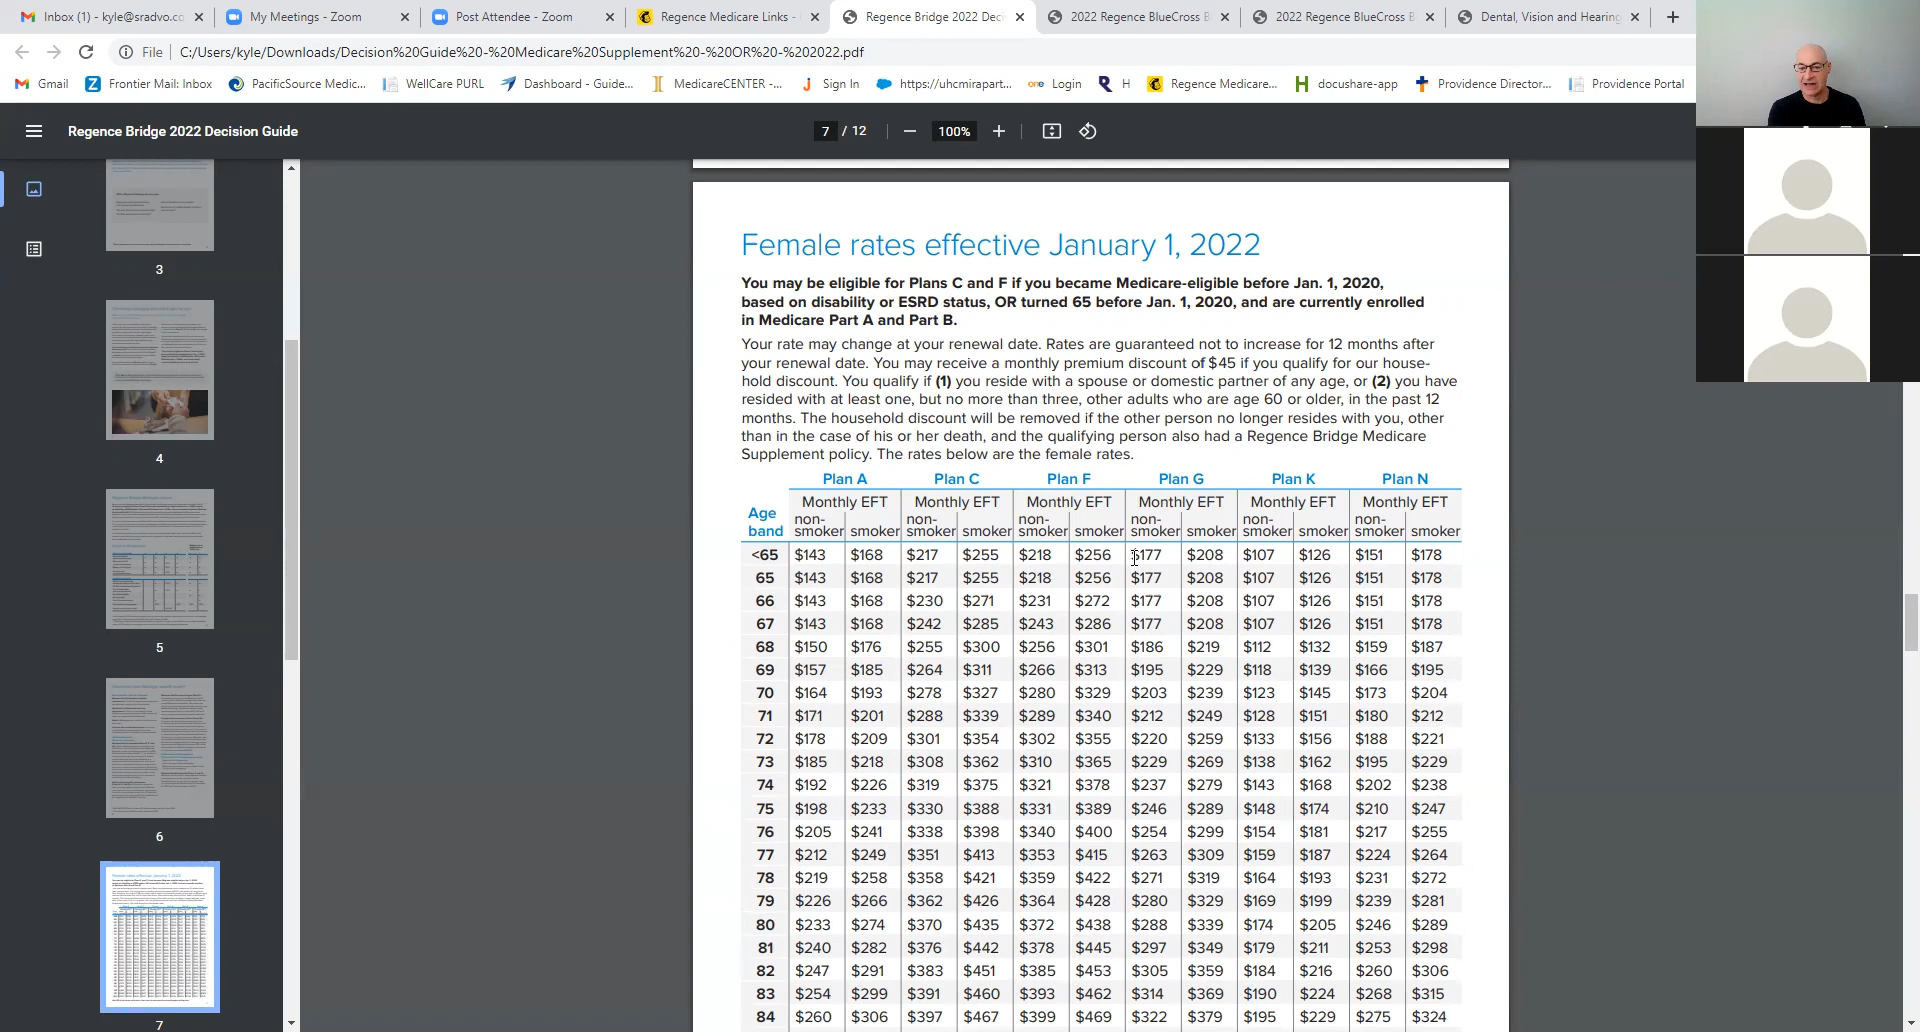 Inbox (1) - kyle@sradvo.co
My Meetings - Zoom
Post Attendee - Zoom
Regence Medicare Links -
Regence Bridge 2022 Deci
2022 Regence BlueCross B
2022 Regence BlueCross B
Dental, Vision and Hearing
File
C:/Users/kyle/Downloads/Decision%20Guide%20-%20Medicare%20Supplement%20-%20OR%20-%202022.pdf
Gmail
Frontier Mail: Inbox
PacificSource Medic...
WellCare PURL
Dashboard - Guide...
MedicareCENTER -...
Sign In
https://uhcmirapart...
one Login
H
Regence Medicare...
docushare-app
Providence Director...
Providence Portal
Regence Bridge 2022 Decision Guide
7 / 12
100%
3
4
5
6
7
Female rates effective January 1, 2022
You may be eligible for Plans C and F if you became Medicare-eligible before Jan. 1, 2020,
based on disability or ESRD status, OR turned 65 before Jan. 1, 2020, and are currently enrolled
in Medicare Part A and Part B.
Your rate may change at your renewal date. Rates are guaranteed not to increase for 12 months after
your renewal date. You may receive a monthly premium discount of $45 if you qualify for our house-
hold discount. You qualify if (1) you reside with a spouse or domestic partner of any age, or (2) you have
resided with at least one, but no more than three, other adults who are age 60 or older, in the past 12
months. The household discount will be removed if the other person no longer resides with you, other
than in the case of his or her death, and the qualifying person also had a Regence Bridge Medicare
Supplement policy. The rates below are the female rates.
Plan A Plan C Plan F Plan G Plan K Plan N
Monthly EFT Monthly EFT Monthly EFT Monthly EFT Monthly EFT Monthly EFT
Age band non-smoker smoker non-smoker smoker non-smoker smoker non-smoker smoker non-smoker smoker non-smoker smoker
<65 $143 $168 $217 $255 $218 $256 $177 $208 $107 $126 $151 $178
65 $143 $168 $217 $255 $218 $256 $177 $208 $107 $126 $151 $178
66 $143 $168 $230 $271 $231 $272 $177 $208 $107 $126 $151 $178
67 $143 $168 $242 $285 $243 $286 $177 $208 $107 $126 $151 $178
68 $150 $176 $255 $300 $256 $301 $186 $219 $112 $132 $159 $187
69 $157 $185 $264 $311 $266 $313 $195 $229 $118 $139 $166 $195
70 $164 $193 $278 $327 $280 $329 $203 $239 $123 $145 $173 $204
71 $171 $201 $288 $339 $289 $340 $212 $249 $128 $151 $180 $212
72 $178 $209 $301 $354 $302 $355 $220 $259 $133 $156 $188 $221
73 $185 $218 $308 $362 $310 $365 $229 $269 $138 $162 $195 $229
74 $192 $226 $319 $375 $321 $378 $237 $279 $143 $168 $202 $238
75 $198 $233 $330 $388 $331 $389 $246 $289 $148 $174 $210 $247
76 $205 $241 $338 $398 $340 $400 $254 $299 $154 $181 $217 $255
77 $212 $249 $351 $413 $353 $415 $263 $309 $159 $187 $224 $264
78 $219 $258 $358 $421 $359 $422 $271 $319 $164 $193 $231 $272
79 $226 $266 $362 $426 $364 $428 $280 $329 $169 $199 $239 $281
80 $233 $274 $370 $435 $372 $438 $288 $339 $174 $205 $246 $289
81 $240 $282 $376 $442 $378 $445 $297 $349 $179 $211 $253 $298
82 $247 $291 $383 $451 $385 $453 $305 $359 $184 $216 $260 $306
83 $254 $299 $391 $460 $393 $462 $314 $369 $190 $224 $268 $315
84 $260 $306 $397 $467 $399 $469 $322 $379 $195 $229 $275 $324